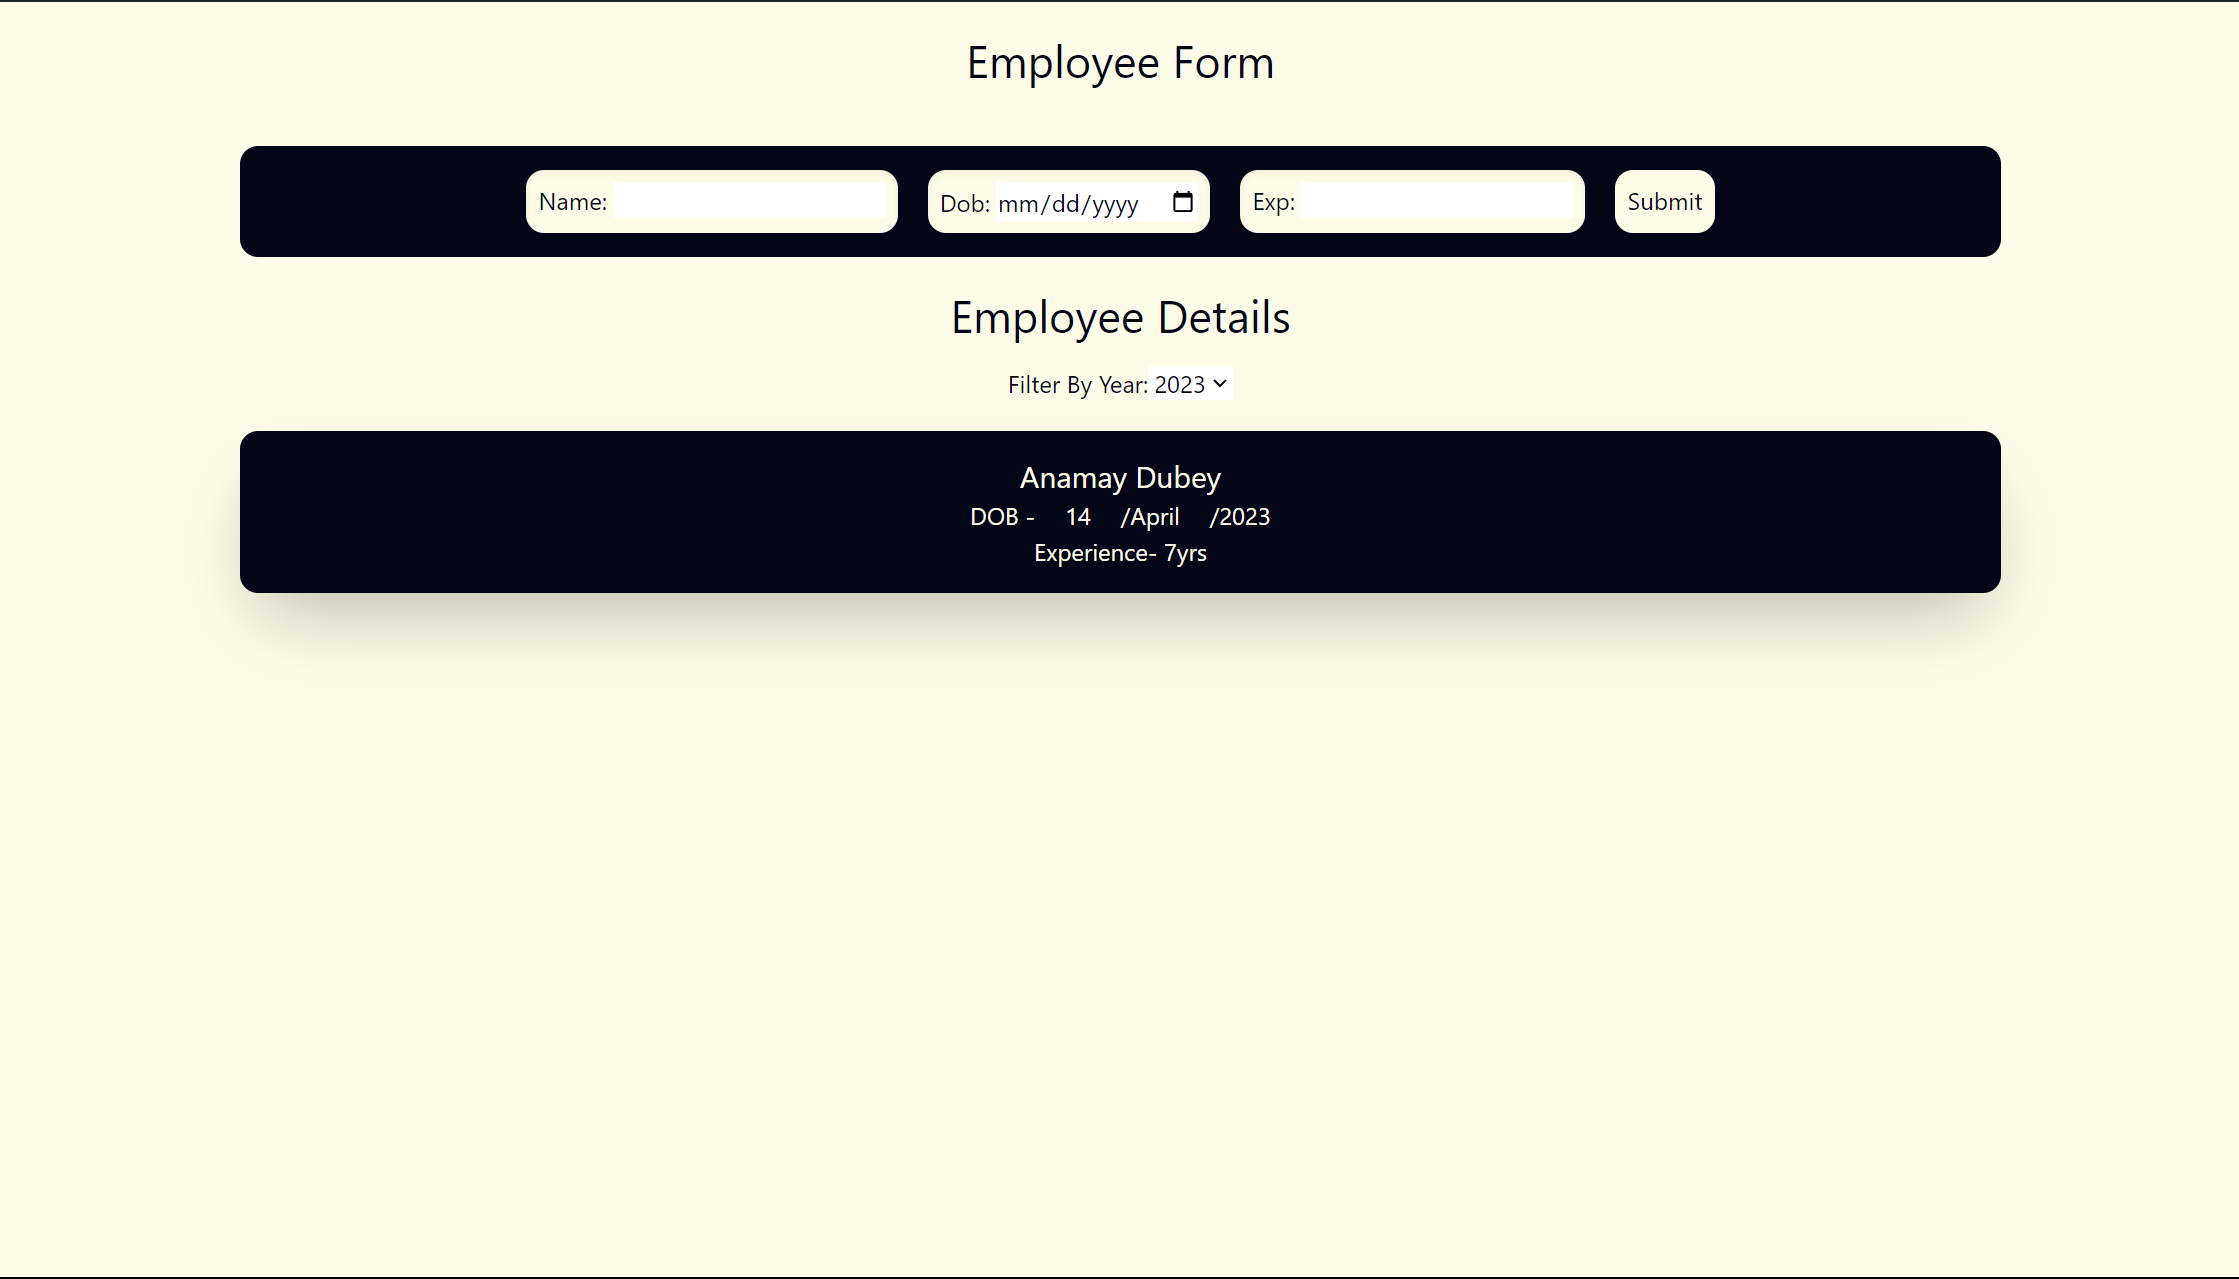 Employee Form
Name: Dob: mm/dd/yyyy Exp: Submit
Employee Details
Filter By Year: 2023
Anamay Dubey
DOB - 14 /April /2023
Experience- 7yrs